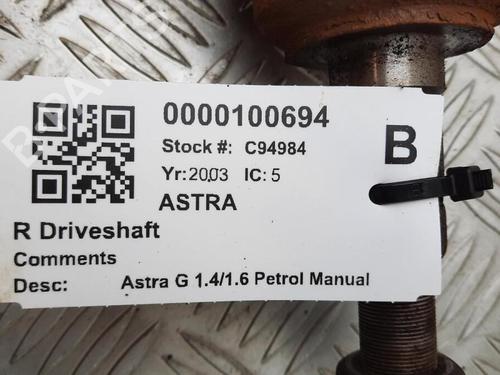 0000100694
Stock #: C94984
B
Yr: 2003 IC: 5
ASTRA
R Driveshaft
Comments
Desc: Astra G 1.4/1.6 Petrol Manual